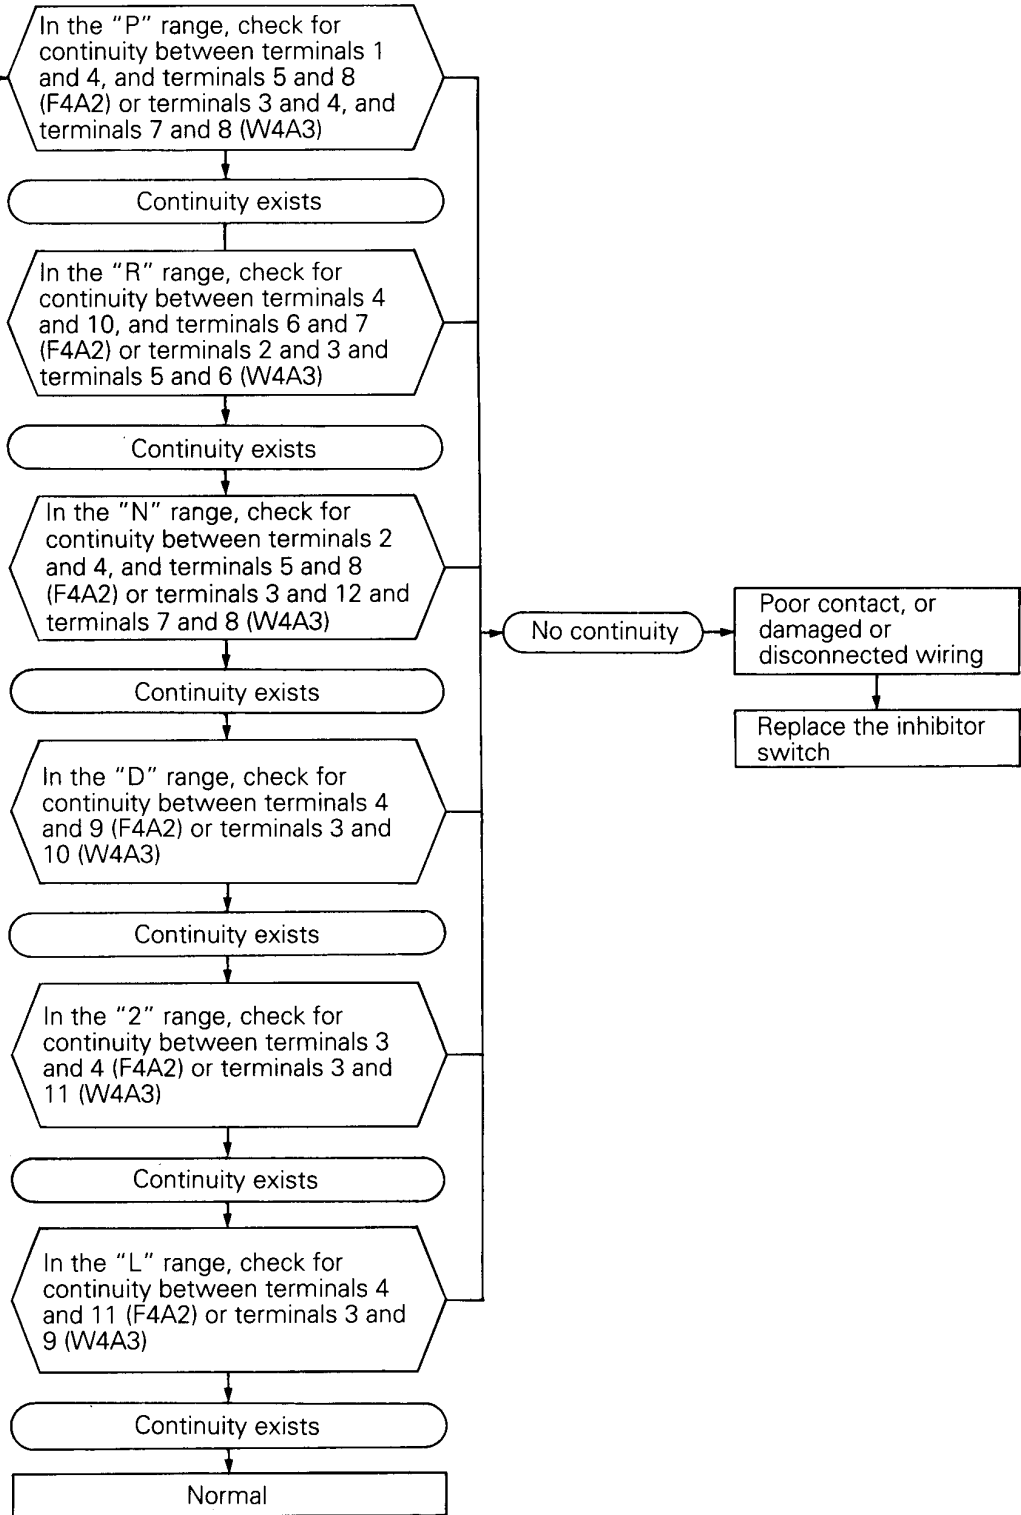 In the "P" range, check for
continuity between terminals 1
and 4, and terminals 5 and 8
(F4A2) or terminals 3 and 4, and
terminals 7 and 8 (W4A3)
Continuity exists
In the "R" range, check for
continuity between terminals 4
and 10, and terminals 6 and 7
(F4A2) or terminals 2 and 3 and
terminals 5 and 6 (W4A3)
Continuity exists
In the "N" range, check for
continuity between terminals 2
and 4, and terminals 5 and 8
(F4A2) or terminals 3 and 12 and
terminals 7 and 8 (W4A3)
Continuity exists
In the "D" range, check for
continuity between terminals 4
and 9 (F4A2) or terminals 3 and
10 (W4A3)
Continuity exists
In the "2" range, check for
continuity between terminals 3
and 4 (F4A2) or terminals 3 and
11 (W4A3)
Continuity exists
In the "L" range, check for
continuity between terminals 4
and 11 (F4A2) or terminals 3 and
9 (W4A3)
Continuity exists
Normal
No continuity
Poor contact, or
damaged or
disconnected wiring
Replace the inhibitor
switch